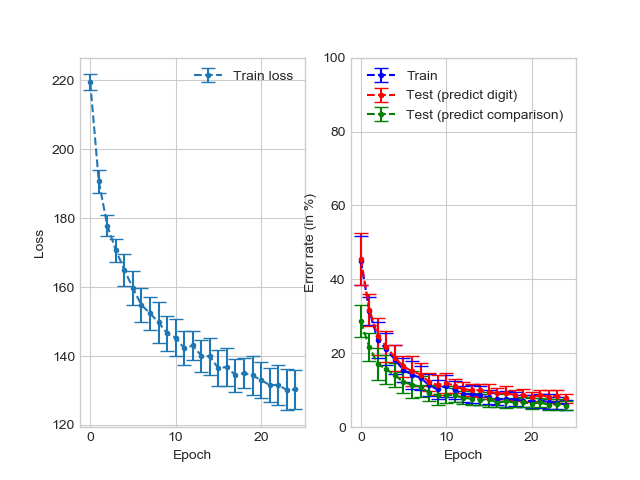 Train loss
220
200
180
160
140
120
0
10
20
Epoch
Loss
Train
Test (predict digit)
Test (predict comparison)
100
80
60
40
20
0
0
10
20
Epoch
Error rate (in %)